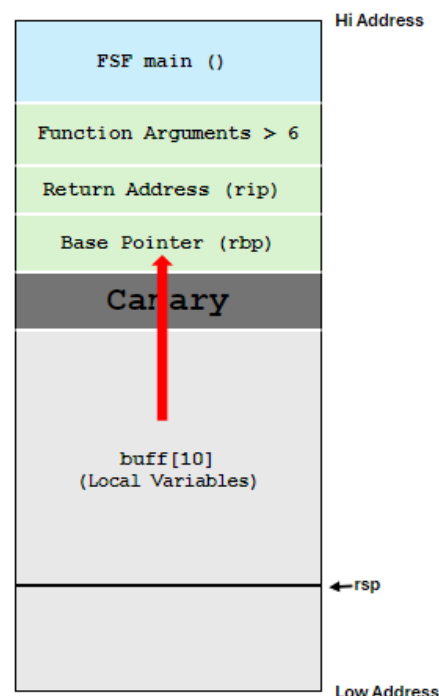 Hi Address
FSF main ()
Function Arguments > 6
Return Address (rip)
Base Pointer (rbp)
Canary
buff[10]
(Local Variables)
rsp
Low Address